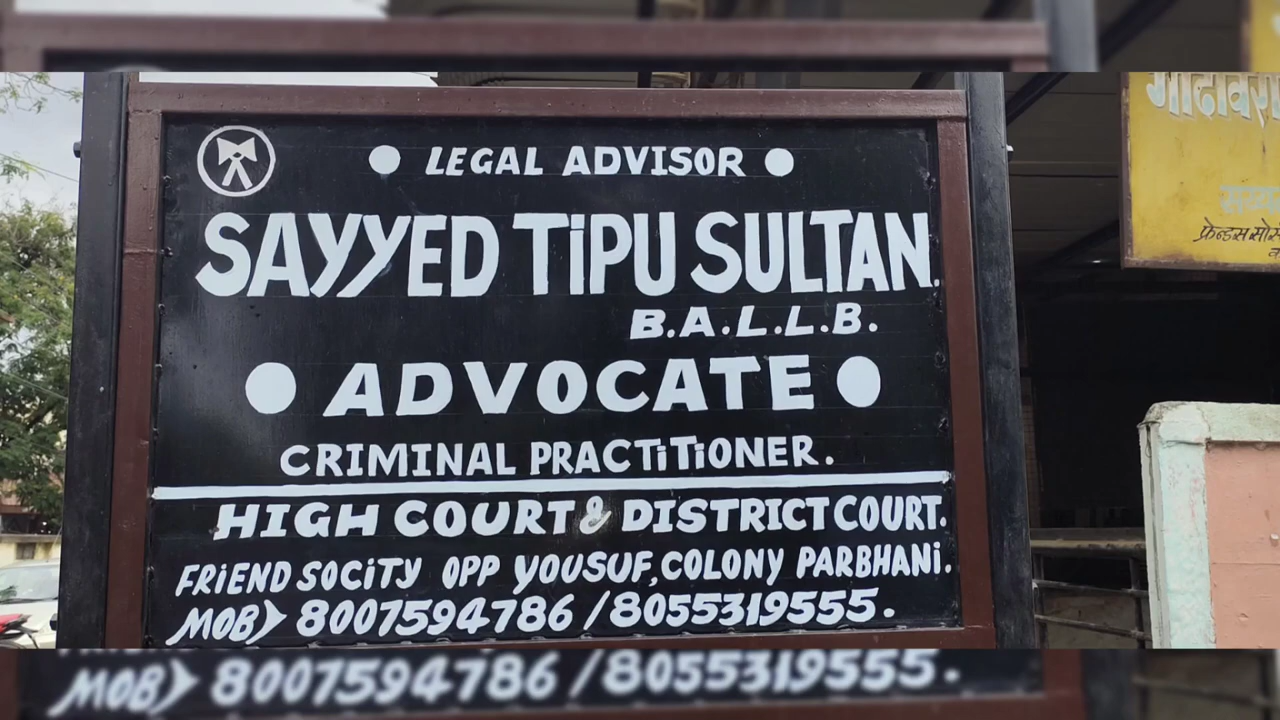 LEGAL ADVISOR
SAYYED TiPU SULTAN.
B.A.L.L.B.
ADVOCATE
CRIMINAL PRACTiTiONER.
HIGH COURT & DISTRICT COURT.
FRiEND SOCiTY OPP YOUSUF, COLONY PARBHANi.
MOB> 8007594786 / 8055319555.
MOB> 8007594786 / 8055319555.